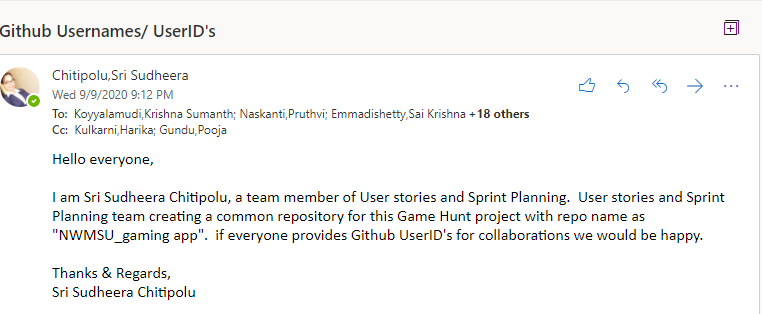 Github Usernames/ UserID's
Chitipolu,Sri Sudheera
Wed 9/9/2020 9:12 PM
To: Koyyalamudi,Krishna Sumanth; Naskanti,Pruthvi; Emmadishetty,Sai Krishna +18 others
Cc: Kulkarni,Harika; Gundu,Pooja
Hello everyone,
I am Sri Sudheera Chitipolu, a team member of User stories and Sprint Planning.  User stories and Sprint
Planning team creating a common repository for this Game Hunt project with repo name as
"NWMSU_gaming app".  if everyone provides Github UserID's for collaborations we would be happy.
Thanks & Regards,
Sri Sudheera Chitipolu